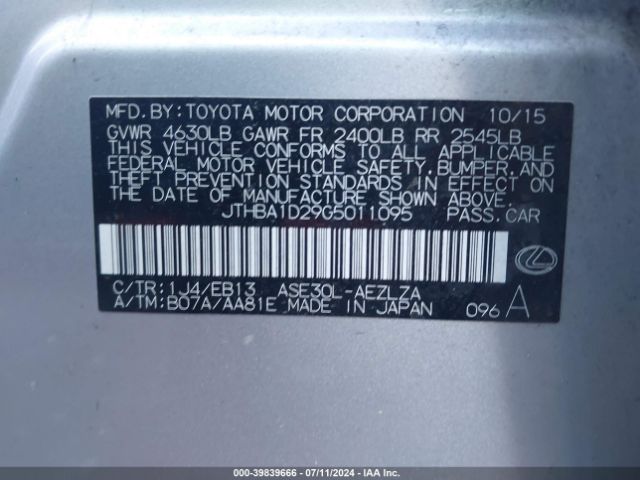 MFD.BY:TOYOTA MOTOR CORPORATION 10/15
GVWR 4630LB GAWR FR 2400LB RR 2545LB
THIS VEHICLE CONFORMS TO ALL APPLICABLE
FEDERAL MOTOR VEHICLE SAFETY,BUMPER,AND
THEFT PREVENTION STANDARDS IN EFFECT ON
THE DATE OF MANUFACTURE SHOWN ABOVE.
JTHBA1D29G5011095 PASS.CAR
C/TR:1J4/EB13 ASE30L-AEZLZA
A/TM:B07A/AA81E MADE IN JAPAN 096 A
000-39839666 - 07/11/2024 - IAA Inc.